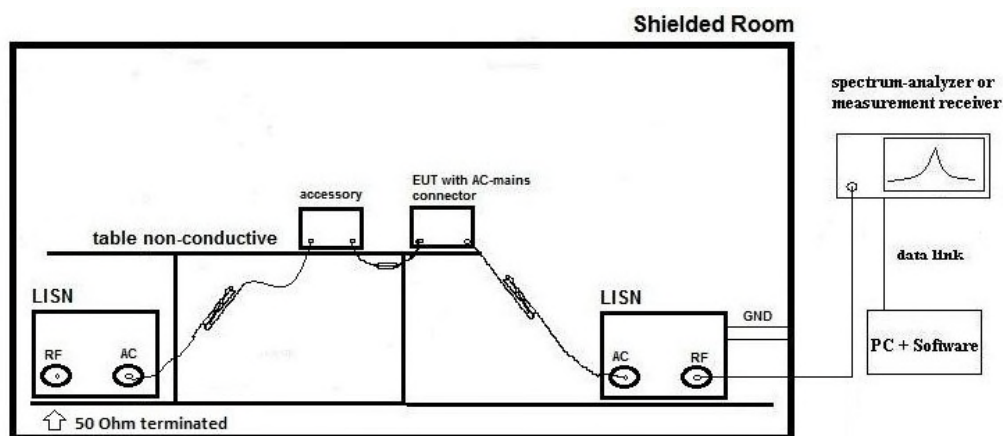 Shielded Room
spectrum-analyzer or
measurement receiver
EUT with AC-mains
connector
accessory
table non-conductive
data link
LISN
LISN
GND
RF
AC
AC
RF
PC + Software
50 Ohm terminated